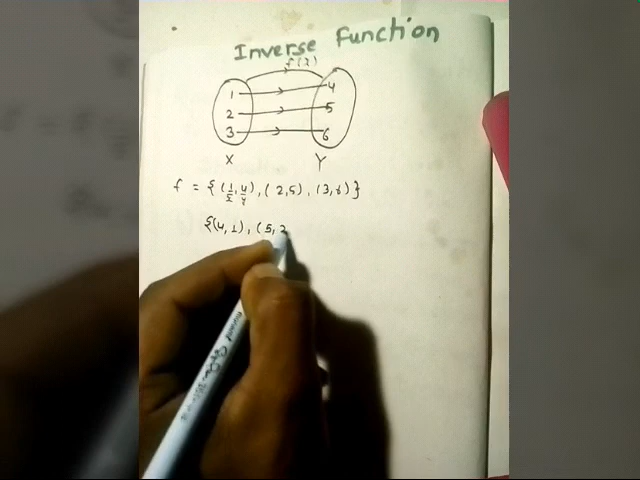 Inverse Function
f(x)
1 4
2 5
3 6
X Y
f = {(1,4), (2,5), (3,6)}
x y
{(4,1), (5,2